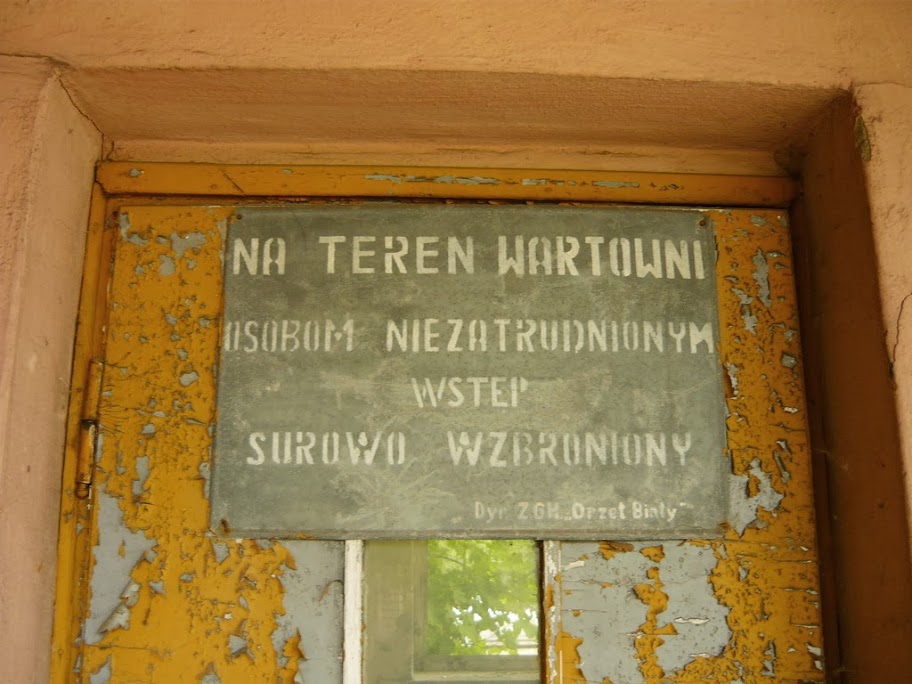 NA TEREN WARTOWNI
OSOBOM NIEZATRUDNIONYM
WSTEP
SUROWO WZBRONIONY
Dyr. Z.G.H. „Orzeł Biały"